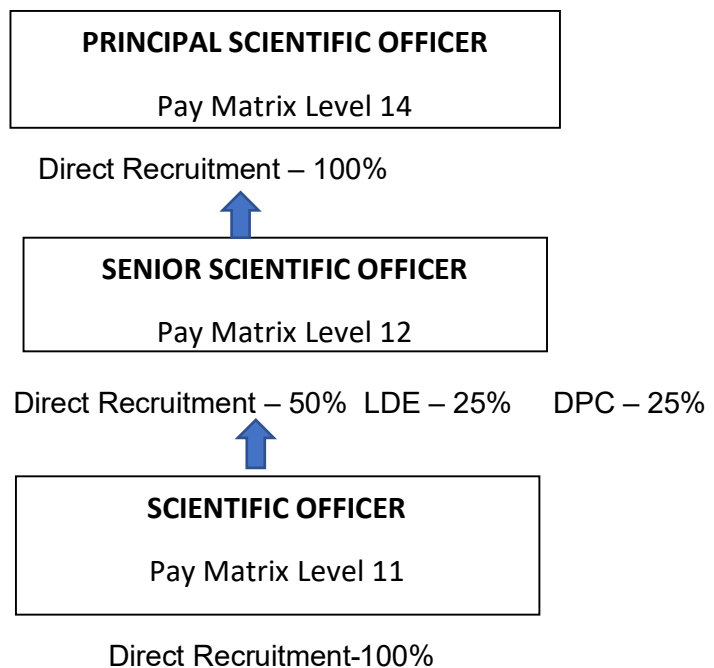 PRINCIPAL SCIENTIFIC OFFICER
Pay Matrix Level 14
Direct Recruitment – 100%
SENIOR SCIENTIFIC OFFICER
Pay Matrix Level 12
Direct Recruitment – 50% LDE – 25% DPC – 25%
SCIENTIFIC OFFICER
Pay Matrix Level 11
Direct Recruitment-100%